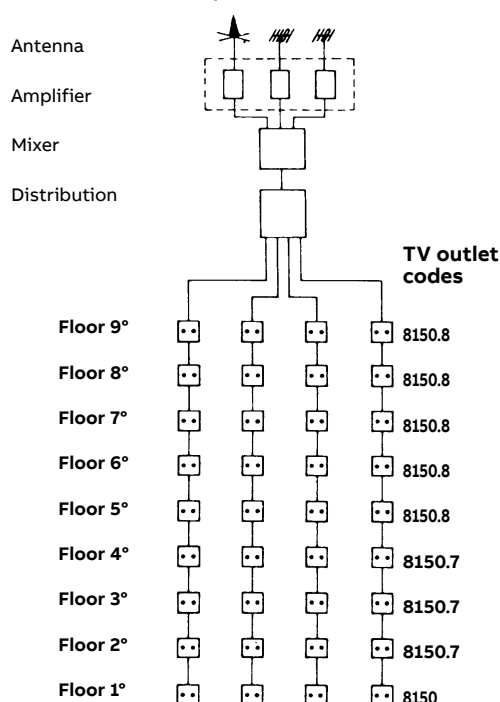 Antenna
Amplifier
Mixer
Distribution
TV outlet
codes
Floor 9° 8150.8
Floor 8° 8150.8
Floor 7° 8150.8
Floor 6° 8150.8
Floor 5° 8150.8
Floor 4° 8150.7
Floor 3° 8150.7
Floor 2° 8150.7
Floor 1° 8150